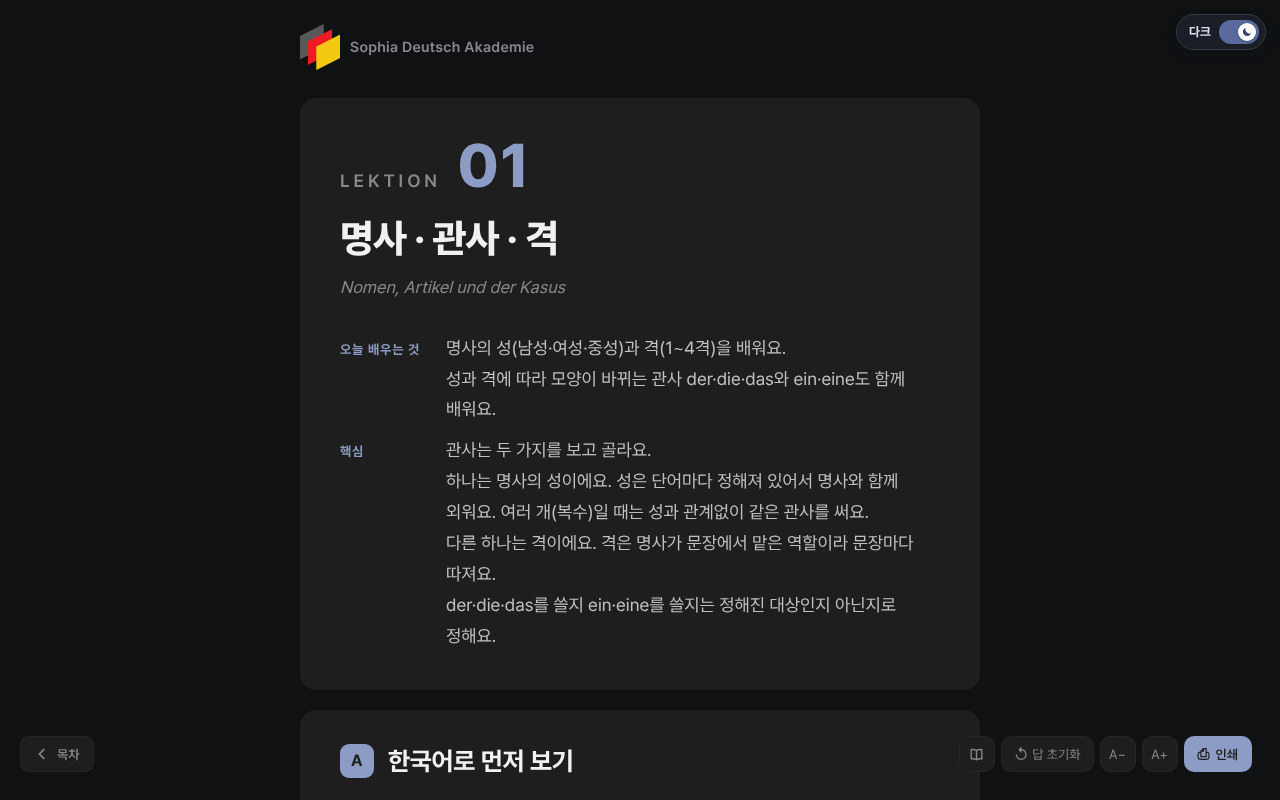 Sophia Deutsch Akademie
다크
LEKTION 01
명사 · 관사 · 격
Nomen, Artikel und der Kasus
오늘 배우는 것
명사의 성(남성·여성·중성)과 격(1~4격)을 배워요.
성과 격에 따라 모양이 바뀌는 관사 der·die·das와 ein·eine도 함께
배워요.
핵심
관사는 두 가지를 보고 골라요.
하나는 명사의 성이에요. 성은 단어마다 정해져 있어서 명사와 함께
외워요. 여러 개(복수)일 때는 성과 관계없이 같은 관사를 써요.
다른 하나는 격이에요. 격은 명사가 문장에서 맡은 역할이라 문장마다
따져요.
der·die·das를 쓸지 ein·eine를 쓸지는 정해진 대상인지 아닌지로
정해요.
A 한국어로 먼저 보기
목차
답 초기화
A−
A+
인쇄